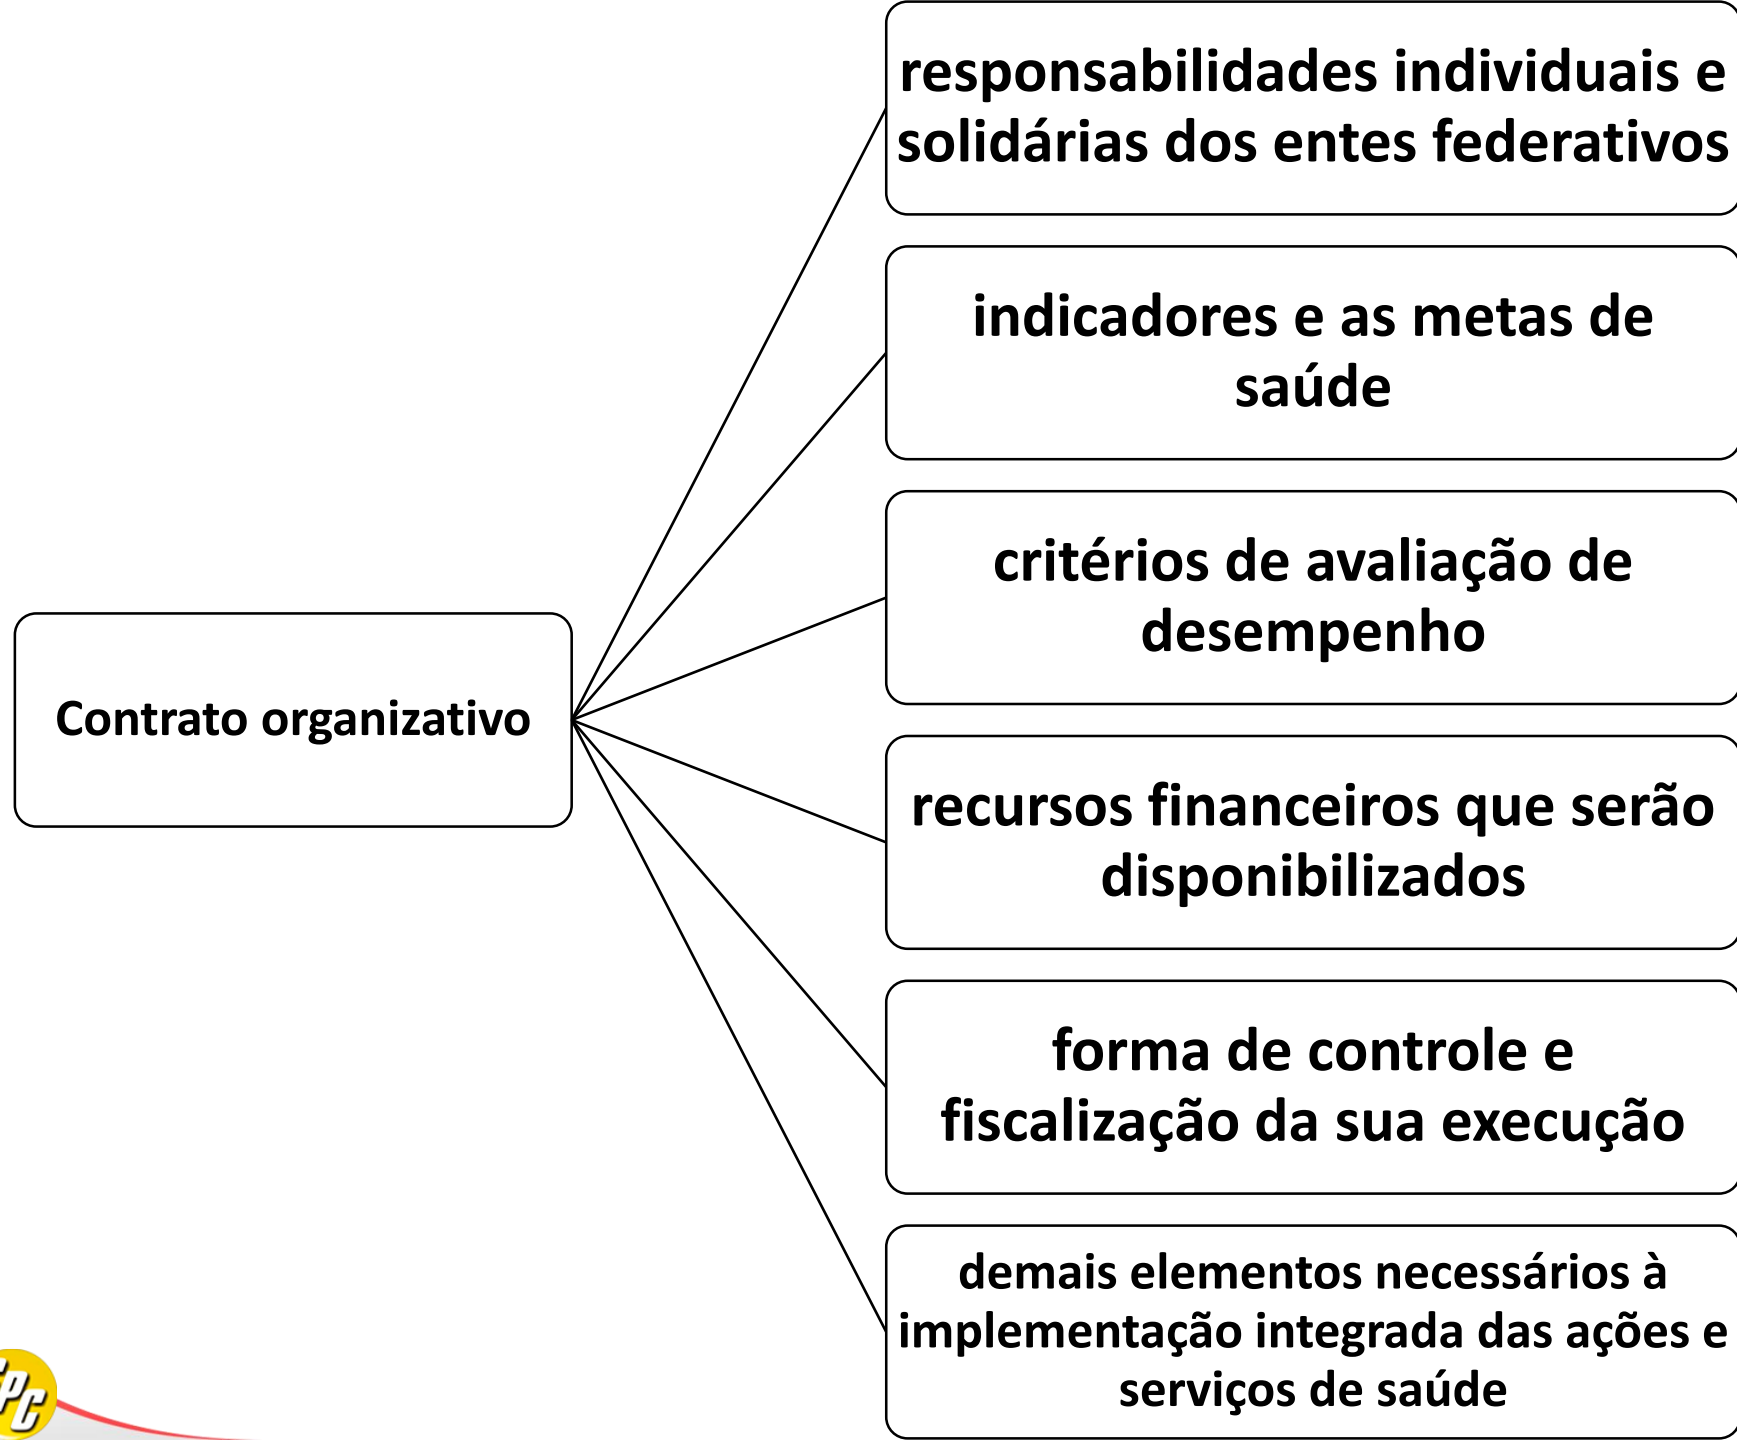 responsabilidades individuais e
solidárias dos entes federativos
indicadores e as metas de
saúde
critérios de avaliação de
desempenho
Contrato organizativo
recursos financeiros que serão
disponibilizados
forma de controle e
fiscalização da sua execução
demais elementos necessários à
implementação integrada das ações e
serviços de saúde